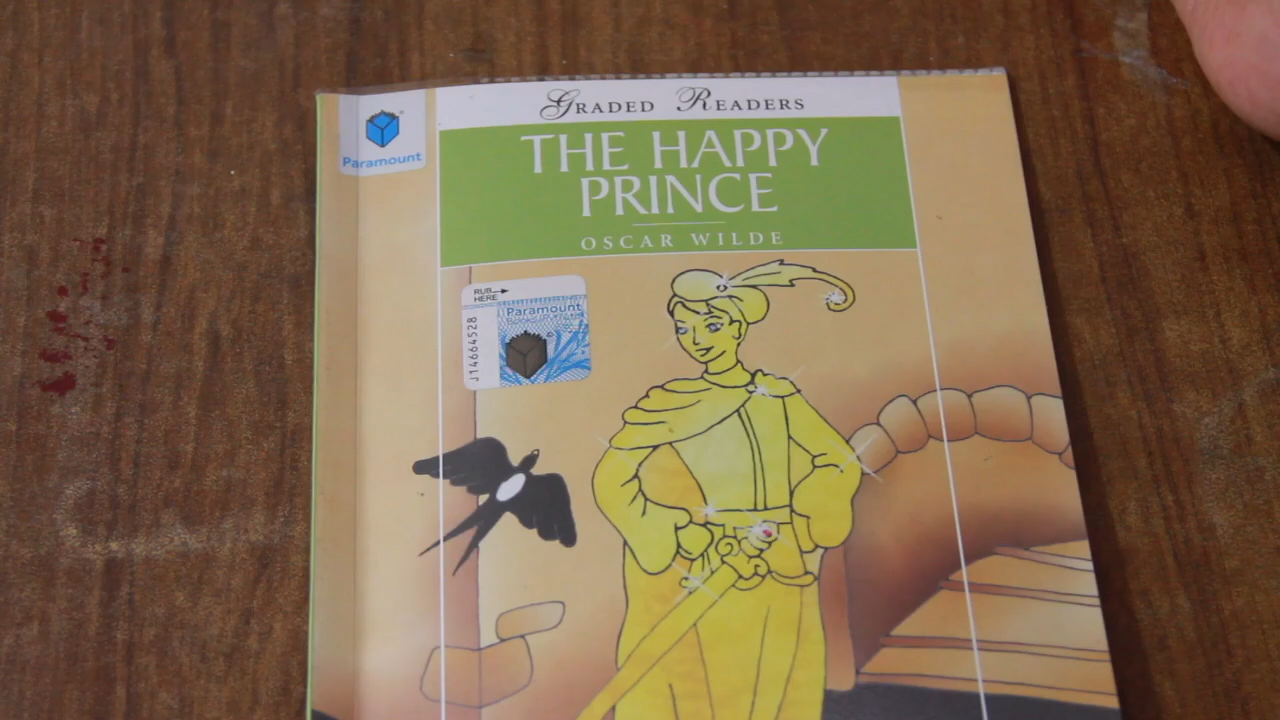 GRADED READERS
Paramount
THE HAPPY
PRINCE
OSCAR WILDE
RUB
HERE
Paramount
J14664528